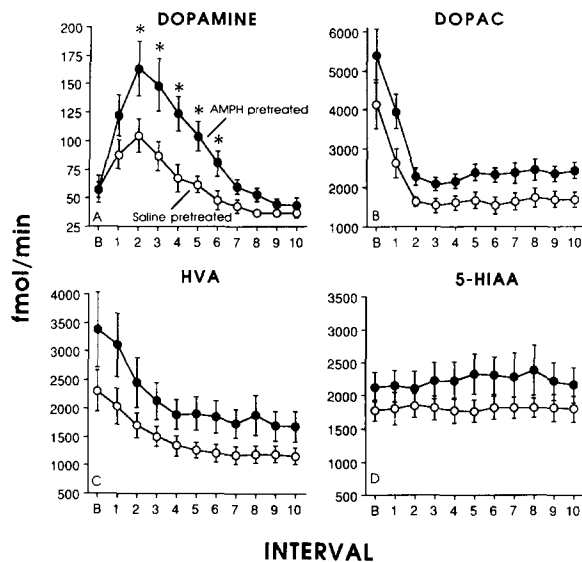 DOPAMINE
DOPAC
200
175
150
125
100
75
50
25
* * * * *
AMPH pretreated
Saline pretreated
A
B 1 2 3 4 5 6 7 8 9 10
6000
5000
4000
3000
2000
1000
B
B 1 2 3 4 5 6 7 8 9 10
fmol/min
HVA
5-HIAA
4000
3500
3000
2500
2000
1500
1000
500
C
B 1 2 3 4 5 6 7 8 9 10
3500
3000
2500
2000
1500
1000
500
D
B 1 2 3 4 5 6 7 8 9 10
INTERVAL